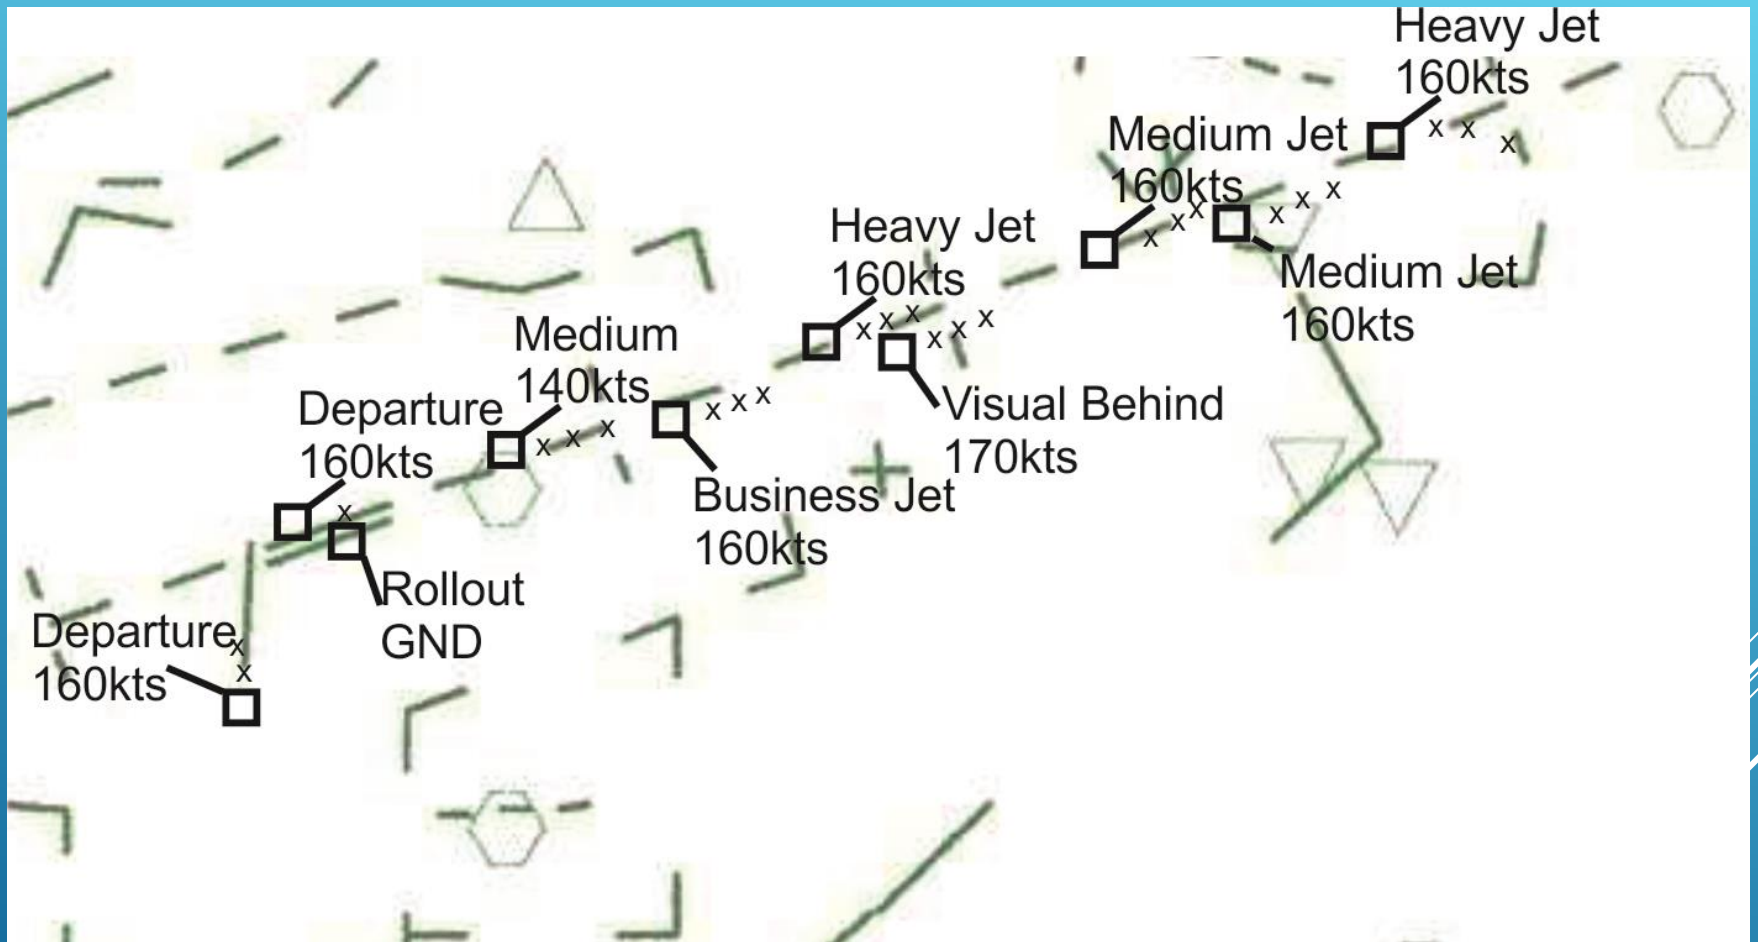 Heavy Jet
160kts
Medium Jet
160kts
Heavy Jet
160kts
Medium Jet
160kts
Medium
140kts
Departure
160kts
Visual Behind
170kts
Business Jet
160kts
Rollout
GND
Departure
160kts